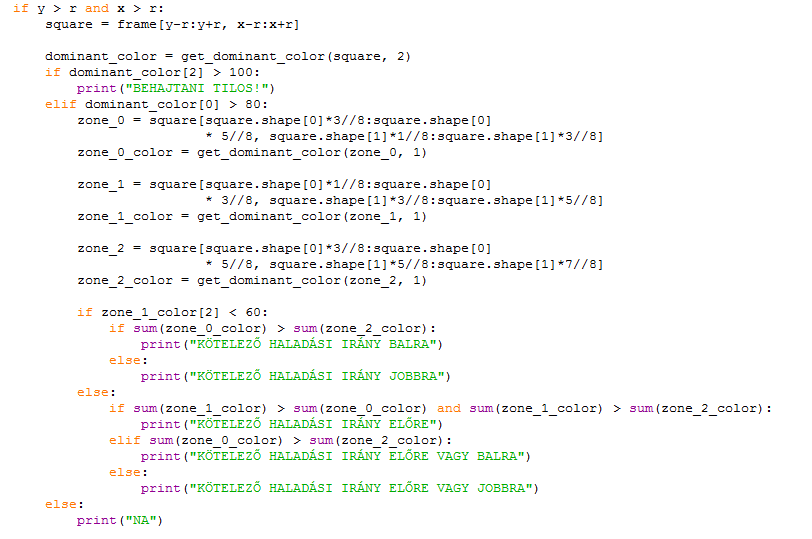 if y > r and x > r:
    square = frame[y-r:y+r, x-r:x+r]

    dominant_color = get_dominant_color(square, 2)
    if dominant_color[2] > 100:
        print("BEHAJTANI TILOS!")
    elif dominant_color[0] > 80:
        zone_0 = square[square.shape[0]*3//8:square.shape[0]
                        * 5//8, square.shape[1]*1//8:square.shape[1]*3//8]
        zone_0_color = get_dominant_color(zone_0, 1)

        zone_1 = square[square.shape[0]*1//8:square.shape[0]
                        * 3//8, square.shape[1]*3//8:square.shape[1]*5//8]
        zone_1_color = get_dominant_color(zone_1, 1)

        zone_2 = square[square.shape[0]*3//8:square.shape[0]
                        * 5//8, square.shape[1]*5//8:square.shape[1]*7//8]
        zone_2_color = get_dominant_color(zone_2, 1)

        if zone_1_color[2] < 60:
            if sum(zone_0_color) > sum(zone_2_color):
                print("KÖTELEZŐ HALADÁSI IRÁNY BALRA")
            else:
                print("KÖTELEZŐ HALADÁSI IRÁNY JOBBRA")
        else:
            if sum(zone_1_color) > sum(zone_0_color) and sum(zone_1_color) > sum(zone_2_color):
                print("KÖTELEZŐ HALADÁSI IRÁNY ELŐRE")
            elif sum(zone_0_color) > sum(zone_2_color):
                print("KÖTELEZŐ HALADÁSI IRÁNY ELŐRE VAGY BALRA")
            else:
                print("KÖTELEZŐ HALADÁSI IRÁNY ELŐRE VAGY JOBBRA")
    else:
        print("NA")